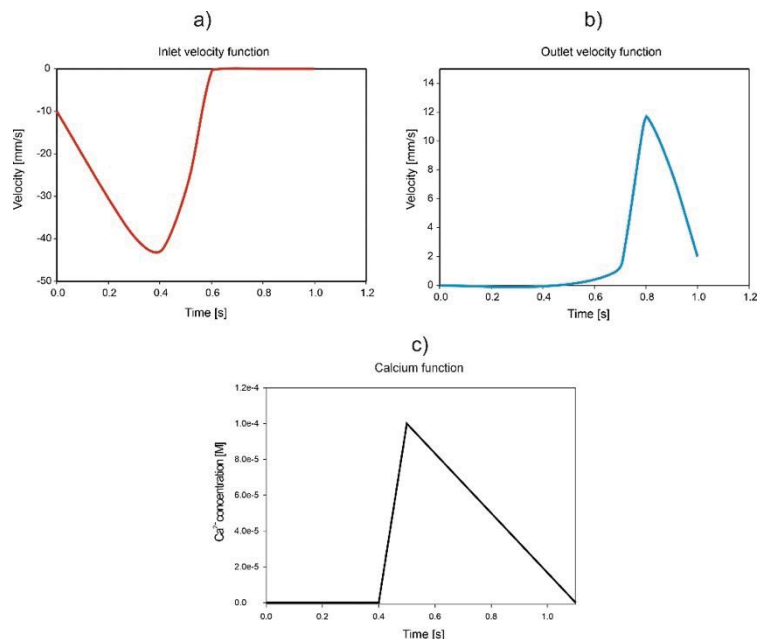 a)
Inlet velocity function
0
-10
-20
-30
-40
-50
Velocity [mm/s]
0.0 0.2 0.4 0.6 0.8 1.0 1.2
Time [s]
b)
Outlet velocity function
14
12
10
8
6
4
2
0
Velocity [mm/s]
0.0 0.2 0.4 0.6 0.8 1.0 1.2
Time [s]
c)
Calcium function
1.2e-4
1.0e-4
8.0e-5
6.0e-5
4.0e-5
2.0e-5
0.0
Ca²⁺ concentration [M]
0.0 0.2 0.4 0.6 0.8 1.0
Time [s]